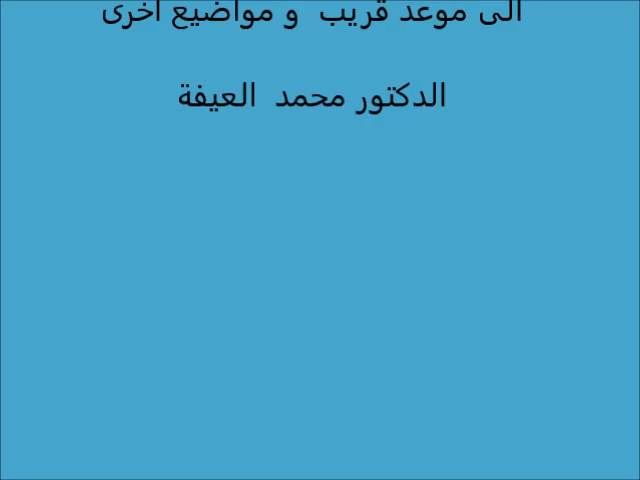 الى موعد قريب و مواضيع اخرى
الدكتور محمد العيفة